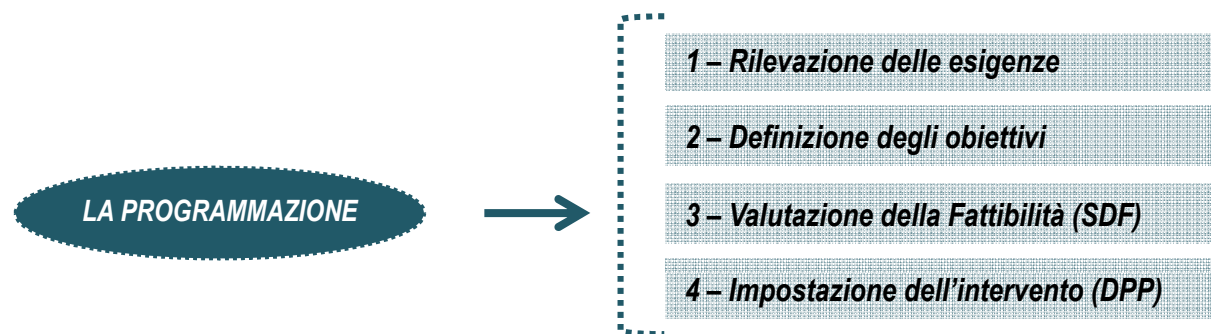 LA PROGRAMMAZIONE
1 – Rilevazione delle esigenze
2 – Definizione degli obiettivi
3 – Valutazione della Fattibilità (SDF)
4 – Impostazione dell’intervento (DPP)